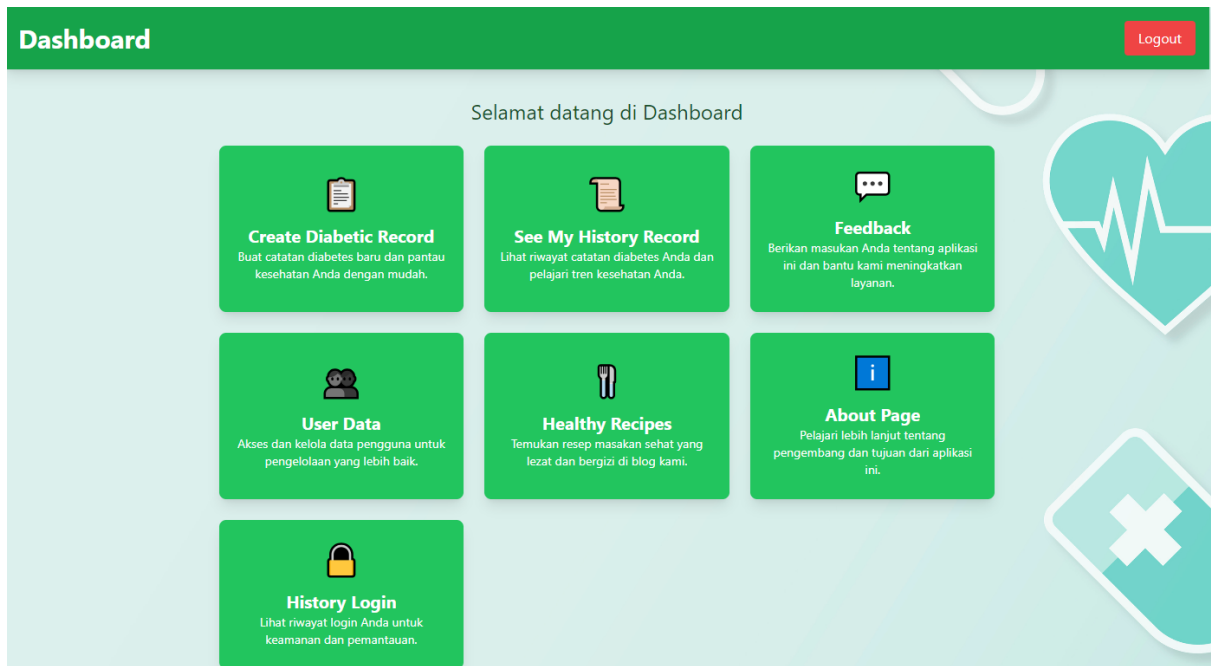 Dashboard
Logout
Selamat datang di Dashboard
Create Diabetic Record
Buat catatan diabetes baru dan pantau
kesehatan Anda dengan mudah.
See My History Record
Lihat riwayat catatan diabetes Anda dan
pelajari tren kesehatan Anda.
Feedback
Berikan masukan Anda tentang aplikasi
ini dan bantu kami meningkatkan
layanan.
User Data
Akses dan kelola data pengguna untuk
pengelolaan yang lebih baik.
Healthy Recipes
Temukan resep masakan sehat yang
lezat dan bergizi di blog kami.
i
About Page
Pelajari lebih lanjut tentang
pengembang dan tujuan dari aplikasi
ini.
History Login
Lihat riwayat login Anda untuk
keamanan dan pemantauan.